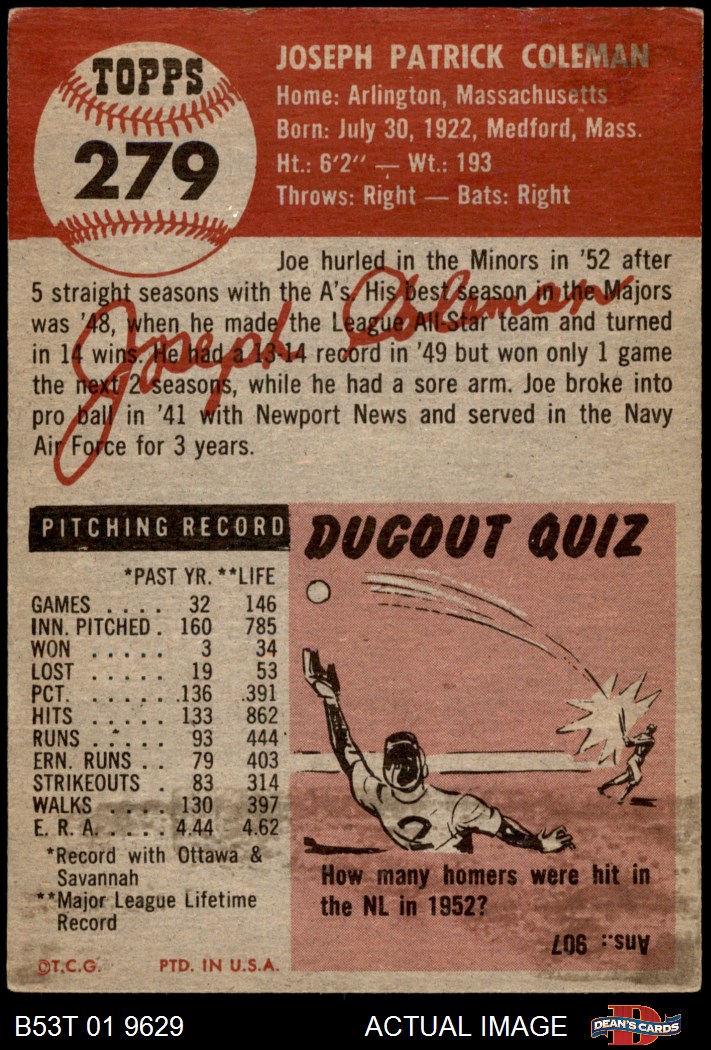 TOPPS
279
JOSEPH PATRICK COLEMAN
Home: Arlington, Massachusetts
Born: July 30, 1922, Medford, Mass.
Ht.: 6'2" — Wt.: 193
Throws: Right — Bats: Right
Joe hurled in the Minors in '52 after
5 straight seasons with the A's. His best season in the Majors
was '48, when he made the League All-Star team and turned
in 14 wins. He had a 13-14 record in '49 but won only 1 game
the next 2 seasons, while he had a sore arm. Joe broke into
pro ball in '41 with Newport News and served in the Navy
Air Force for 3 years.
Joseph Coleman
PITCHING RECORD
*PAST YR. **LIFE
GAMES . . . . 32 146
INN. PITCHED . 160 785
WON . . . . . 3 34
LOST . . . . . 19 53
PCT. . . . . . .136 .391
HITS . . . . . 133 862
RUNS . . . . . 93 444
ERN. RUNS . . 79 403
STRIKEOUTS . 83 314
WALKS . . . . 130 397
E. R. A. . . . . 4.44 4.62
*Record with Ottawa &
Savannah
**Major League Lifetime
Record
©T.C.G. PTD. IN U.S.A.
DUGOUT QUIZ
2
How many homers were hit in
the NL in 1952?
Ans.: 907
B53T 01 9629 ACTUAL IMAGE
D
DEAN'S CARDS